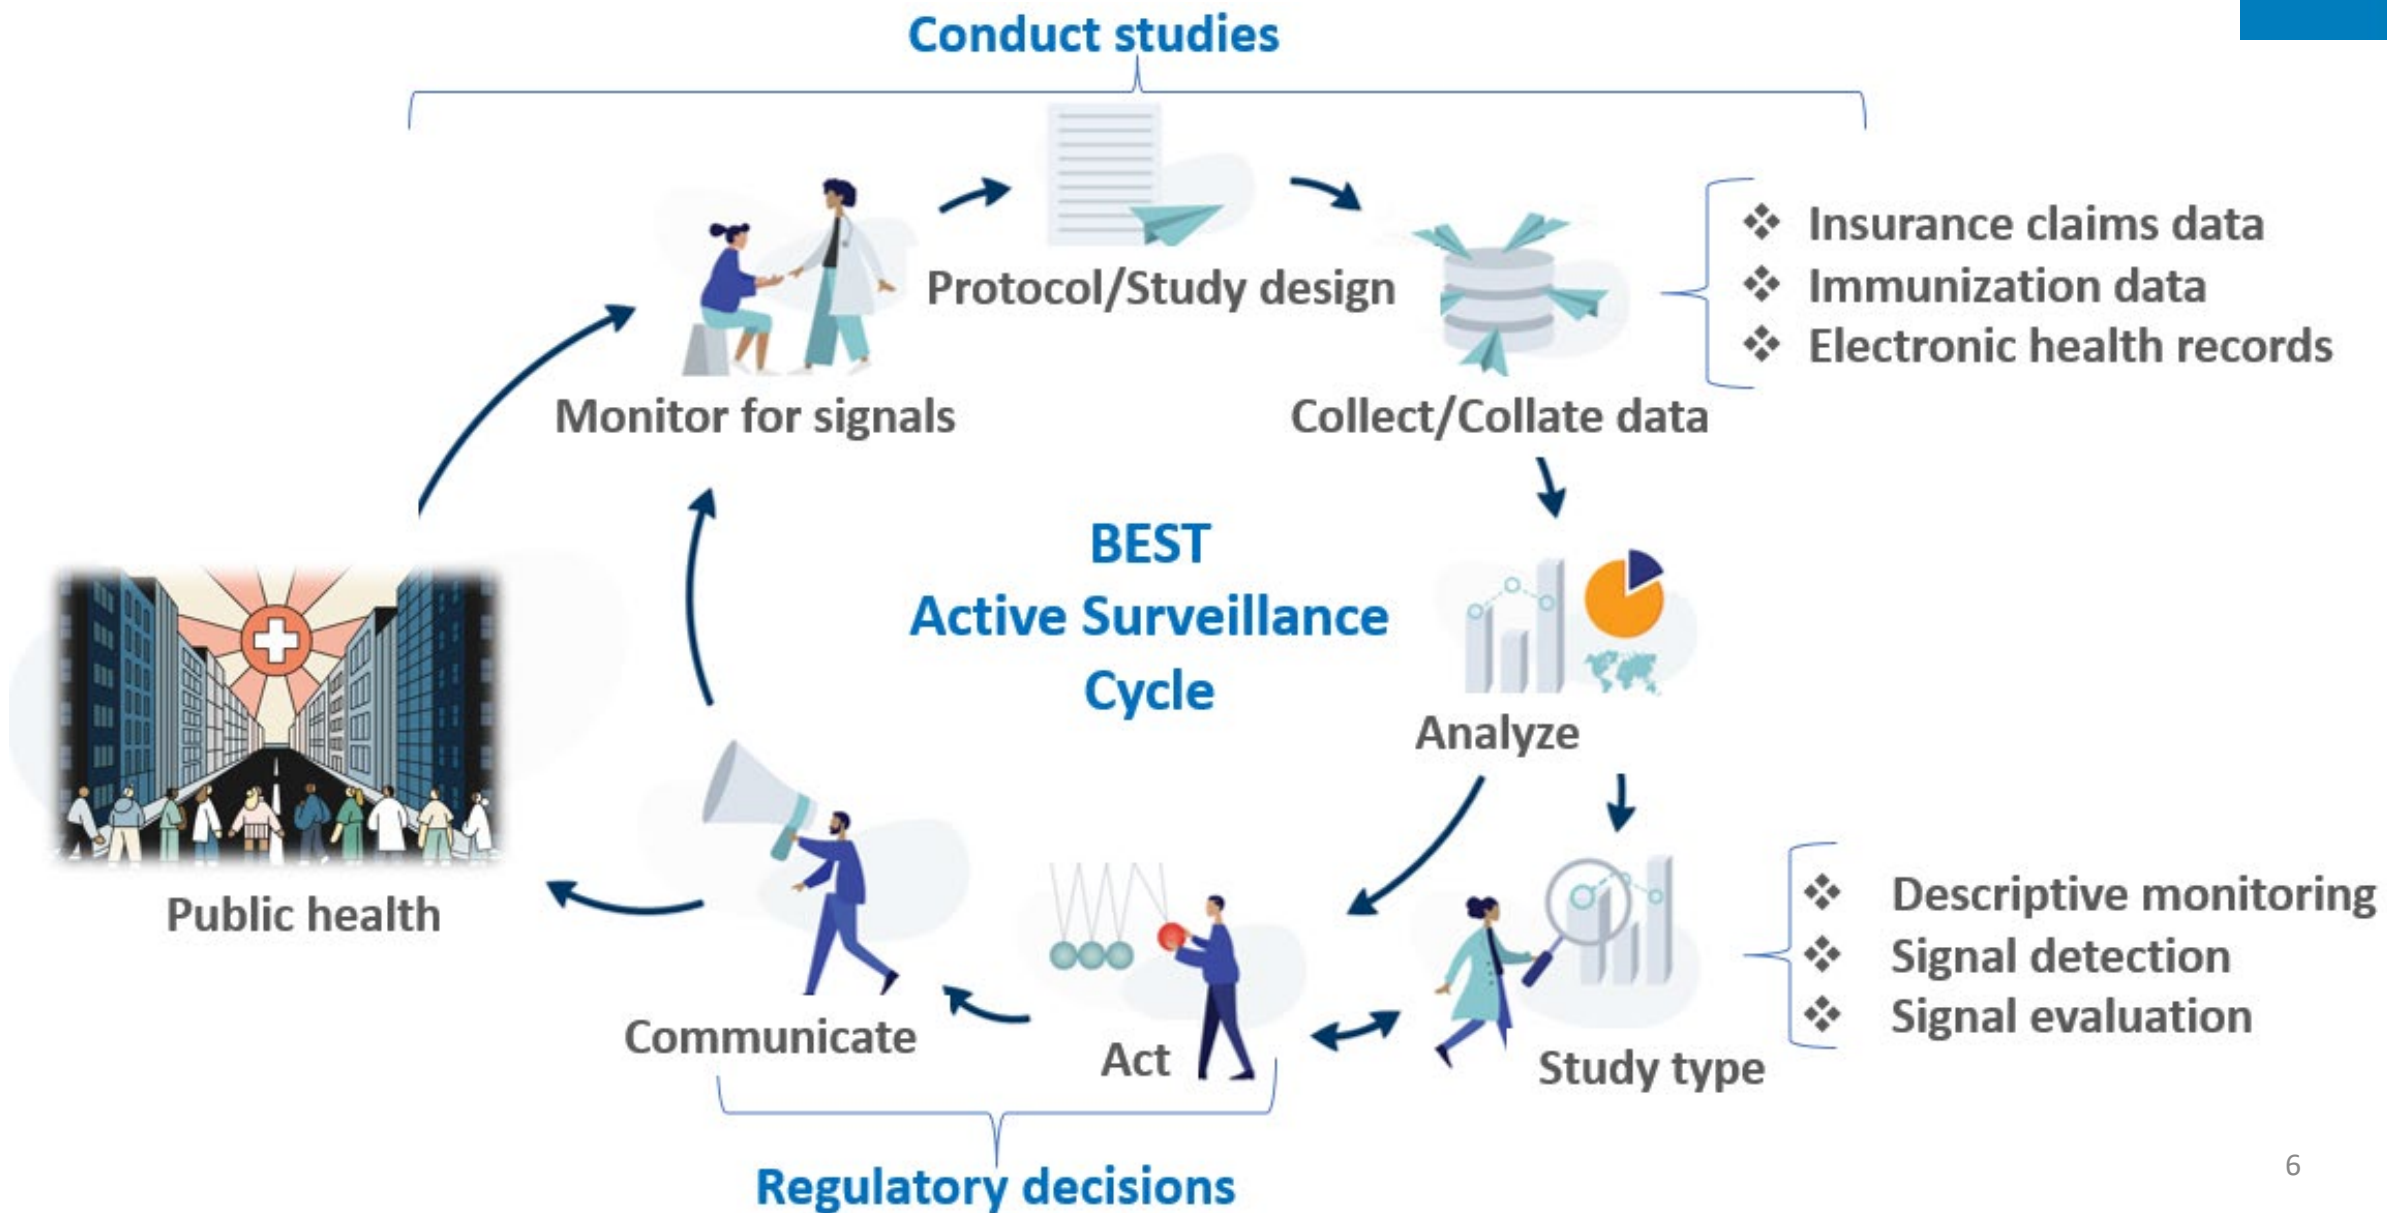 Conduct studies
Protocol/Study design
Monitor for signals
Collect/Collate data
❖ Insurance claims data
❖ Immunization data
❖ Electronic health records
BEST
Active Surveillance
Cycle
Analyze
Public health
Communicate
Act
Study type
❖ Descriptive monitoring
❖ Signal detection
❖ Signal evaluation
Regulatory decisions
6